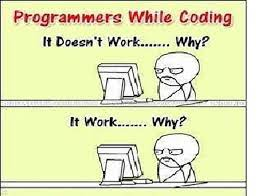 Programmers While Coding
It Doesn't Work....... Why?
It Work....... Why?